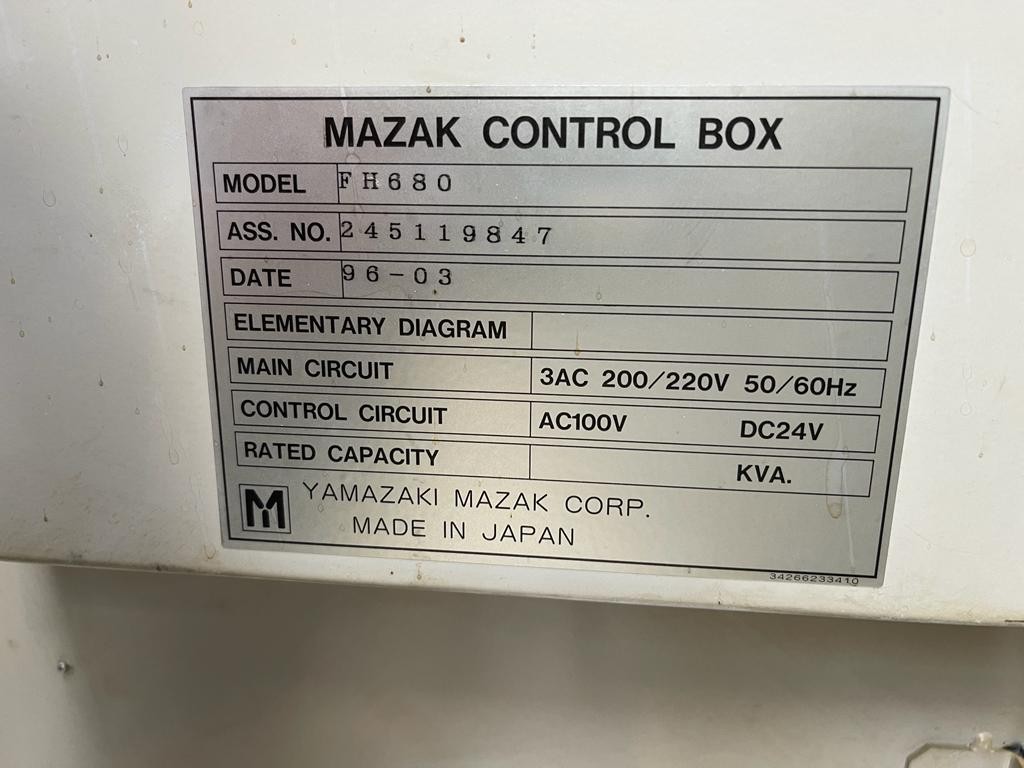 MAZAK CONTROL BOX
MODEL FH680
ASS. NO. 245119847
DATE 96-03
ELEMENTARY DIAGRAM
MAIN CIRCUIT 3AC 200/220V 50/60Hz
CONTROL CIRCUIT AC100V DC24V
RATED CAPACITY KVA.
M YAMAZAKI MAZAK CORP.
MADE IN JAPAN
34266233410